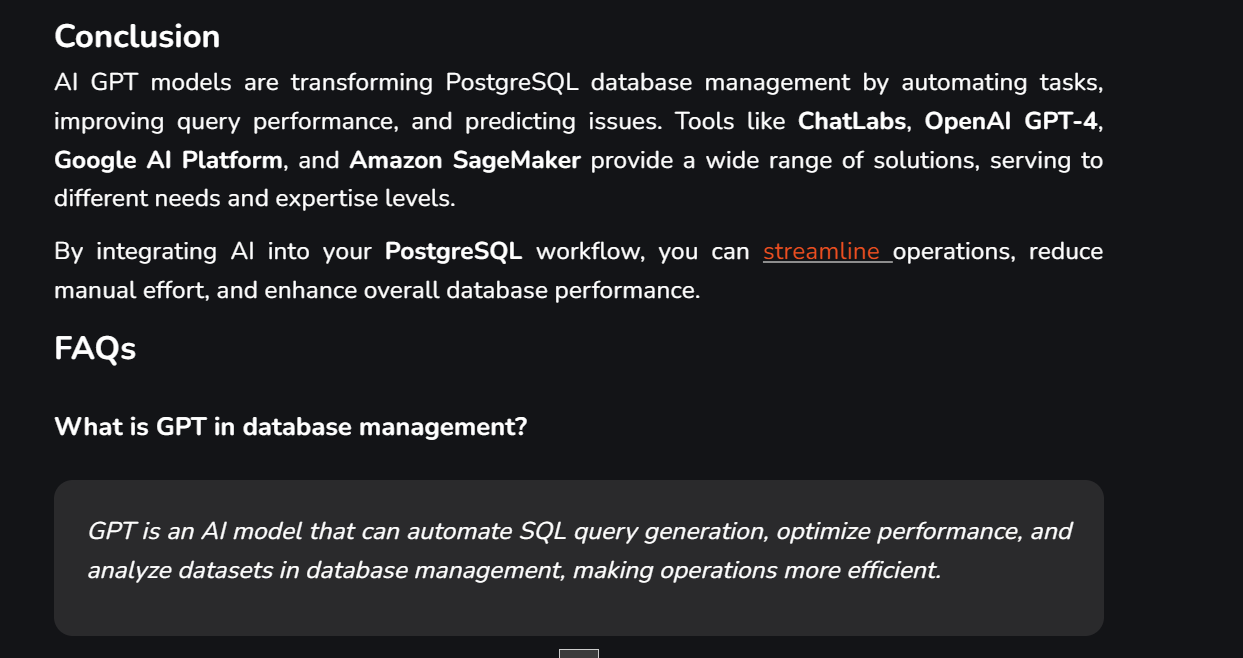 Conclusion
AI GPT models are transforming PostgreSQL database management by automating tasks,
improving query performance, and predicting issues. Tools like ChatLabs, OpenAI GPT-4,
Google AI Platform, and Amazon SageMaker provide a wide range of solutions, serving to
different needs and expertise levels.
By integrating AI into your PostgreSQL workflow, you can streamline operations, reduce
manual effort, and enhance overall database performance.
FAQs
What is GPT in database management?
GPT is an AI model that can automate SQL query generation, optimize performance, and
analyze datasets in database management, making operations more efficient.